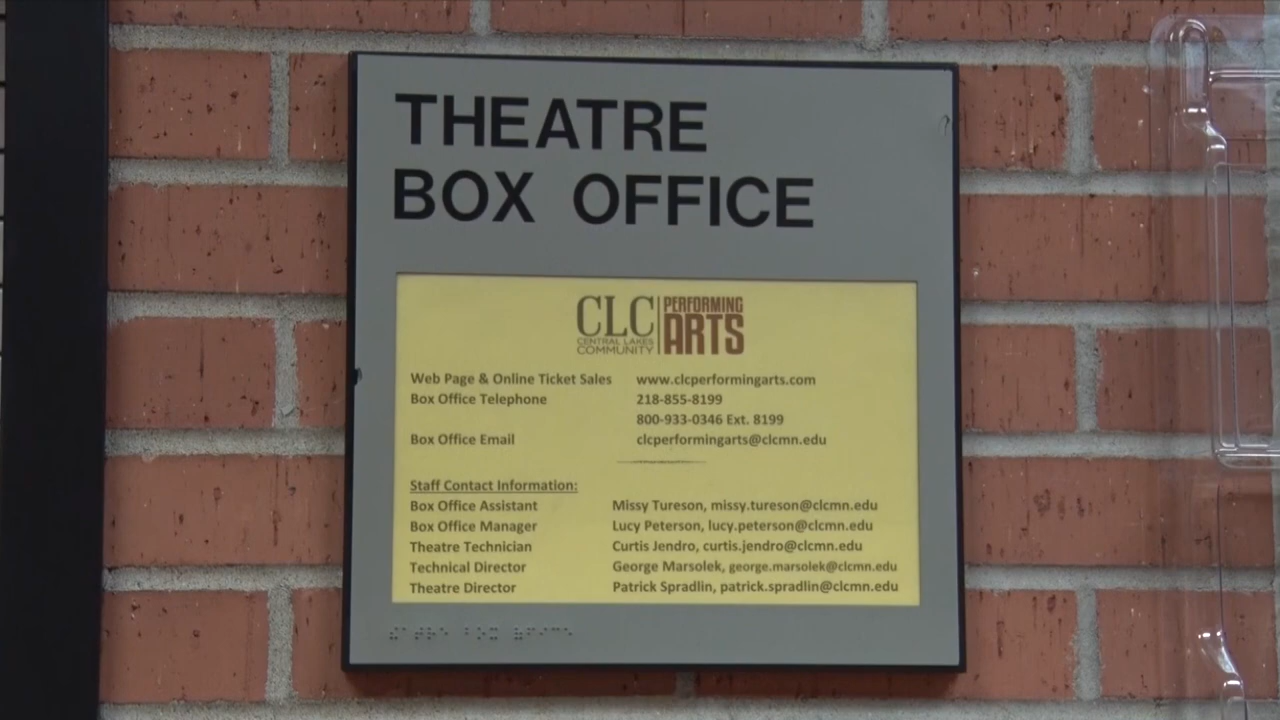 THEATRE
BOX OFFICE
CLC PERFORMING ARTS
CENTRAL LAKES
COMMUNITY
Web Page & Online Ticket Sales www.clcperformingarts.com
Box Office Telephone 218-855-8199
800-933-0346 Ext. 8199
Box Office Email clcperformingarts@clcmn.edu
Staff Contact Information:
Box Office Assistant Missy Tureson, missy.tureson@clcmn.edu
Box Office Manager Lucy Peterson, lucy.peterson@clcmn.edu
Theatre Technician Curtis Jendro, curtis.jendro@clcmn.edu
Technical Director George Marsolek, george.marsolek@clcmn.edu
Theatre Director Patrick Spradlin, patrick.spradlin@clcmn.edu